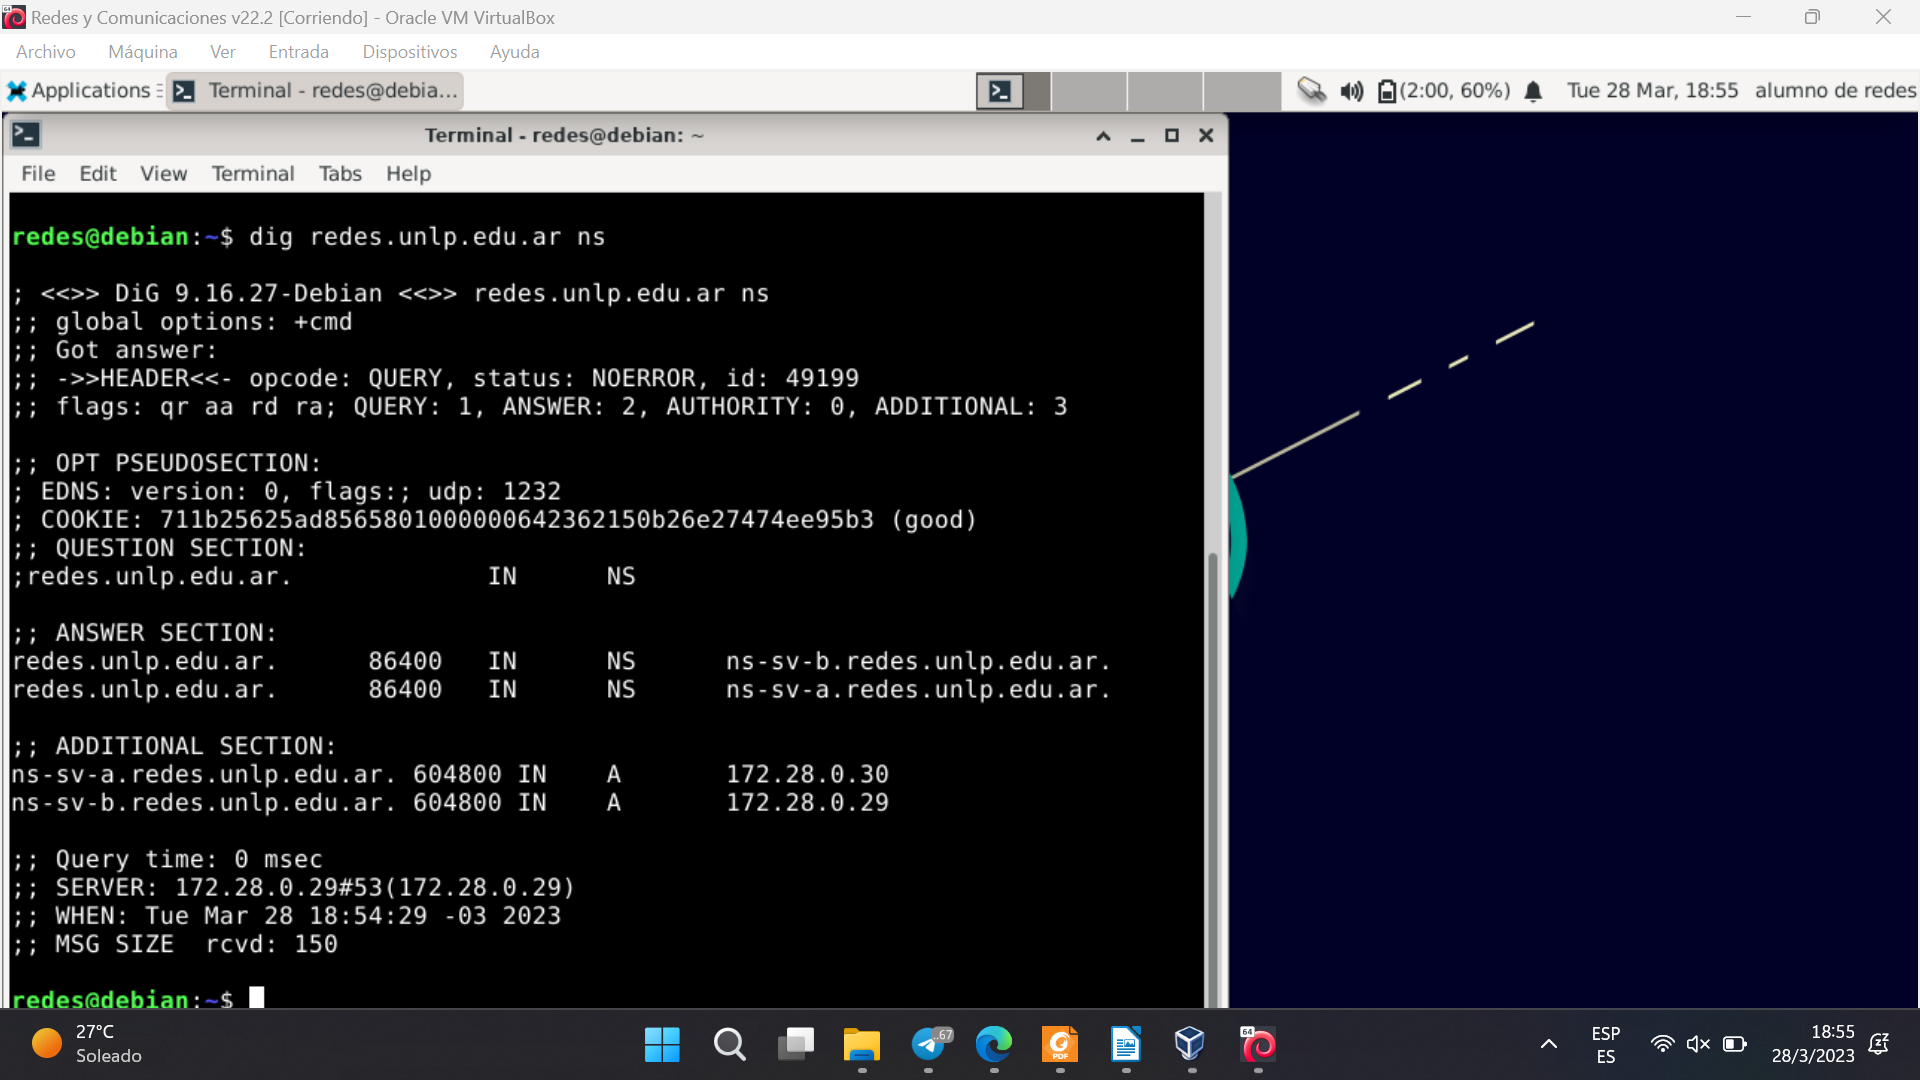 Redes y Comunicaciones v22.2 [Corriendo] - Oracle VM VirtualBox
Archivo Máquina Ver Entrada Dispositivos Ayuda
Applications Terminal - redes@debia... (2:00, 60%) Tue 28 Mar, 18:55 alumno de redes
Terminal - redes@debian: ~
File Edit View Terminal Tabs Help
redes@debian:~$ dig redes.unlp.edu.ar ns
; <<>> DiG 9.16.27-Debian <<>> redes.unlp.edu.ar ns
;; global options: +cmd
;; Got answer:
;; ->>HEADER<<- opcode: QUERY, status: NOERROR, id: 49199
;; flags: qr aa rd ra; QUERY: 1, ANSWER: 2, AUTHORITY: 0, ADDITIONAL: 3
;; OPT PSEUDOSECTION:
; EDNS: version: 0, flags:; udp: 1232
; COOKIE: 711b25625ad8565801000000642362150b26e27474ee95b3 (good)
;; QUESTION SECTION:
;redes.unlp.edu.ar. IN NS
;; ANSWER SECTION:
redes.unlp.edu.ar. 86400 IN NS ns-sv-b.redes.unlp.edu.ar.
redes.unlp.edu.ar. 86400 IN NS ns-sv-a.redes.unlp.edu.ar.
;; ADDITIONAL SECTION:
ns-sv-a.redes.unlp.edu.ar. 604800 IN A 172.28.0.30
ns-sv-b.redes.unlp.edu.ar. 604800 IN A 172.28.0.29
;; Query time: 0 msec
;; SERVER: 172.28.0.29#53(172.28.0.29)
;; WHEN: Tue Mar 28 18:54:29 -03 2023
;; MSG SIZE rcvd: 150
redes@debian:~$
27°C
Soleado
..67
PDF
64
ESP
ES
18:55
28/3/2023